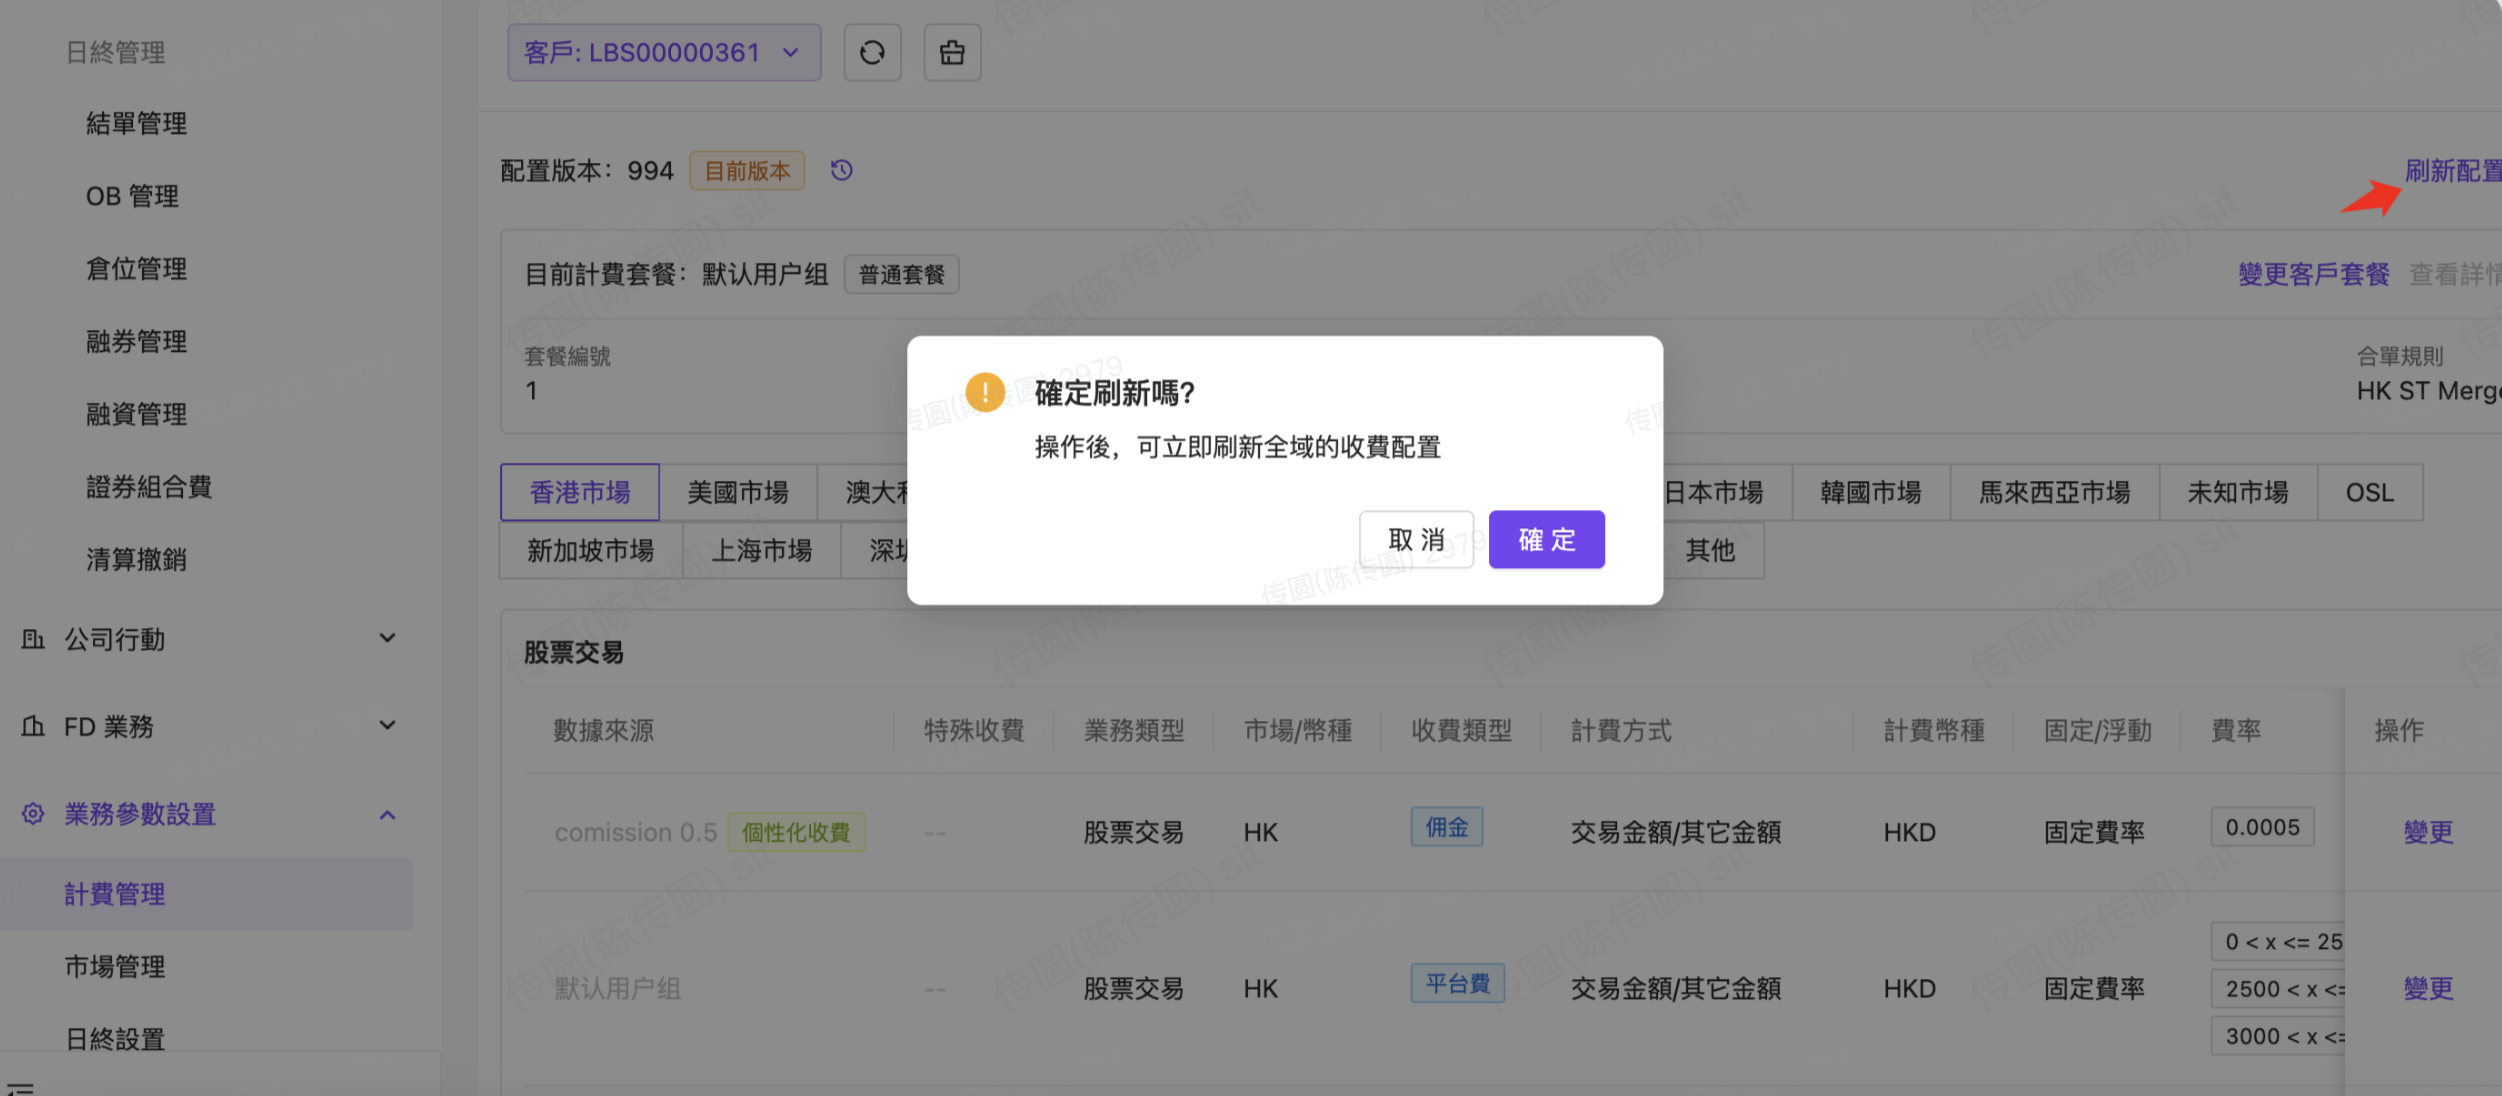 日終管理
結單管理
OB 管理
倉位管理
融券管理
融資管理
證券組合費
清算撤銷
公司行動
FD 業務
業務參數設置
計費管理
市場管理
日終設置
客戶: LBS00000361
配置版本：994 目前版本
刷新配置
目前計費套餐：默认用户组 普通套餐
變更客戶套餐 查看詳情
套餐編號
1
合單規則
HK ST Merge
確定刷新嗎?
操作後，可立即刷新全域的收費配置
取 消 確 定
香港市場 美國市場 澳大利 日本市場 韓國市場 馬來西亞市場 未知市場 OSL
新加坡市場 上海市場 深圳 其他
股票交易
數據來源 特殊收費 業務類型 市場/幣種 收費類型 計費方式 計費幣種 固定/浮動 費率 操作
comission 0.5 個性化收費 -- 股票交易 HK 佣金 交易金額/其它金額 HKD 固定費率 0.0005 變更
默认用户组 -- 股票交易 HK 平台費 交易金額/其它金額 HKD 固定費率 變更
0 < x <= 25
2500 < x <=
3000 < x <=
传圆(陈传圆) sit
传圆(陈传圆) 2979